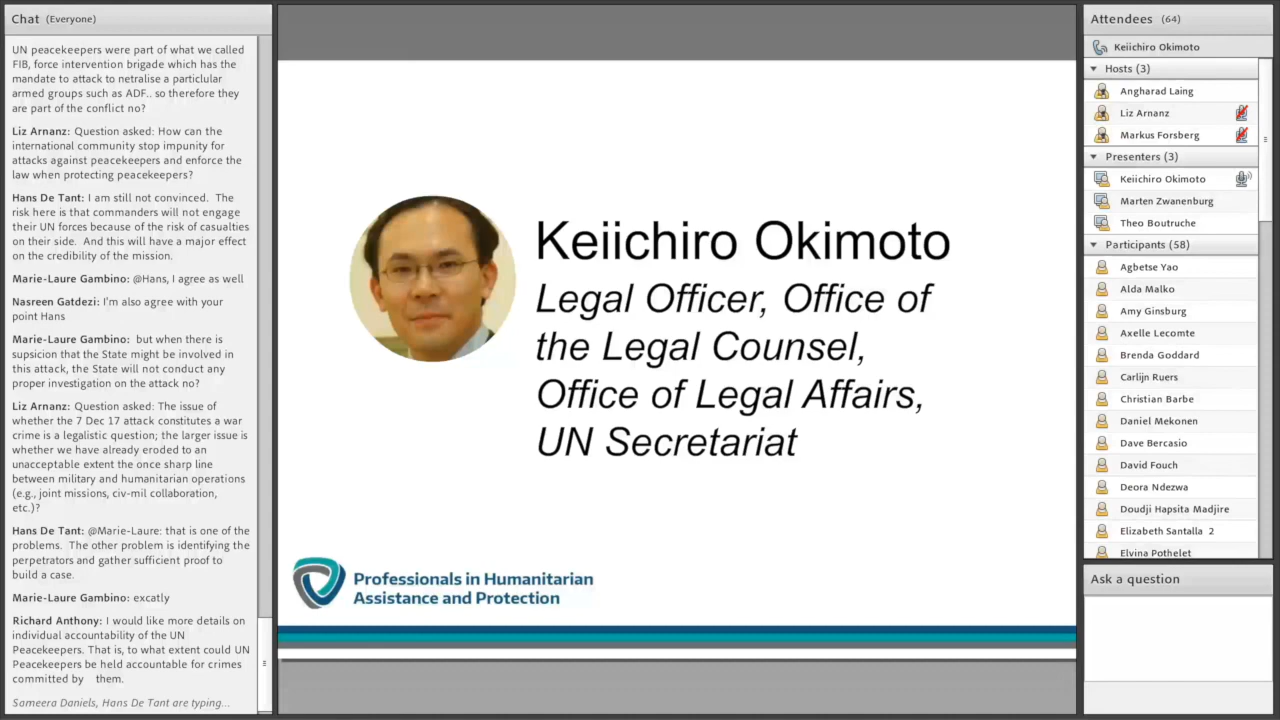 Chat (Everyone)
UN peacekeepers were part of what we called
FIB, force intervention brigade which has the
mandate to attack to netralise a particlular
armed groups such as ADF.. so therefore they
are part of the conflict no?
Liz Arnanz: Question asked: How can the
international community stop impunity for
attacks against peacekeepers and enforce the
law when protecting peacekeepers?
Hans De Tant: I am still not convinced. The
risk here is that commanders will not engage
their UN forces because of the risk of casualties
on their side. And this will have a major effect
on the credibility of the mission.
Marie-Laure Gambino: @Hans, I agree as well
Nasreen Gatdezi: I'm also agree with your
point Hans
Marie-Laure Gambino: but when there is
supsicion that the State might be involved in
this attack, the State will not conduct any
proper investigation on the attack no?
Liz Arnanz: Question asked: The issue of
whether the 7 Dec 17 attack constitutes a war
crime is a legalistic question; the larger issue is
whether we have already eroded to an
unacceptable extent the once sharp line
between military and humanitarian operations
(e.g., joint missions, civ-mil collaboration,
etc.)?
Hans De Tant: @Marie-Laure: that is one of the
problems. The other problem is identifying the
perpetrators and gather sufficient proof to
build a case.
Marie-Laure Gambino: excatly
Richard Anthony: I would like more details on
individual accountability of the UN
Peacekeepers. That is, to what extent could UN
Peacekeepers be held accountable for crimes
committed by them.
Sameera Daniels, Hans De Tant are typing...
Keiichiro Okimoto
Legal Officer, Office of
the Legal Counsel,
Office of Legal Affairs,
UN Secretariat
Professionals in Humanitarian
Assistance and Protection
Attendees (64)
Keiichiro Okimoto
Hosts (3)
Angharad Laing
Liz Arnanz
Markus Forsberg
Presenters (3)
Keiichiro Okimoto
Marten Zwanenburg
Theo Boutruche
Participants (58)
Agbetse Yao
Alda Malko
Amy Ginsburg
Axelle Lecomte
Brenda Goddard
Carlijn Ruers
Christian Barbe
Daniel Mekonen
Dave Bercasio
David Fouch
Deora Ndezwa
Doudji Hapsita Madjire
Elizabeth Santalla 2
Elvina Pothelet
Ask a question